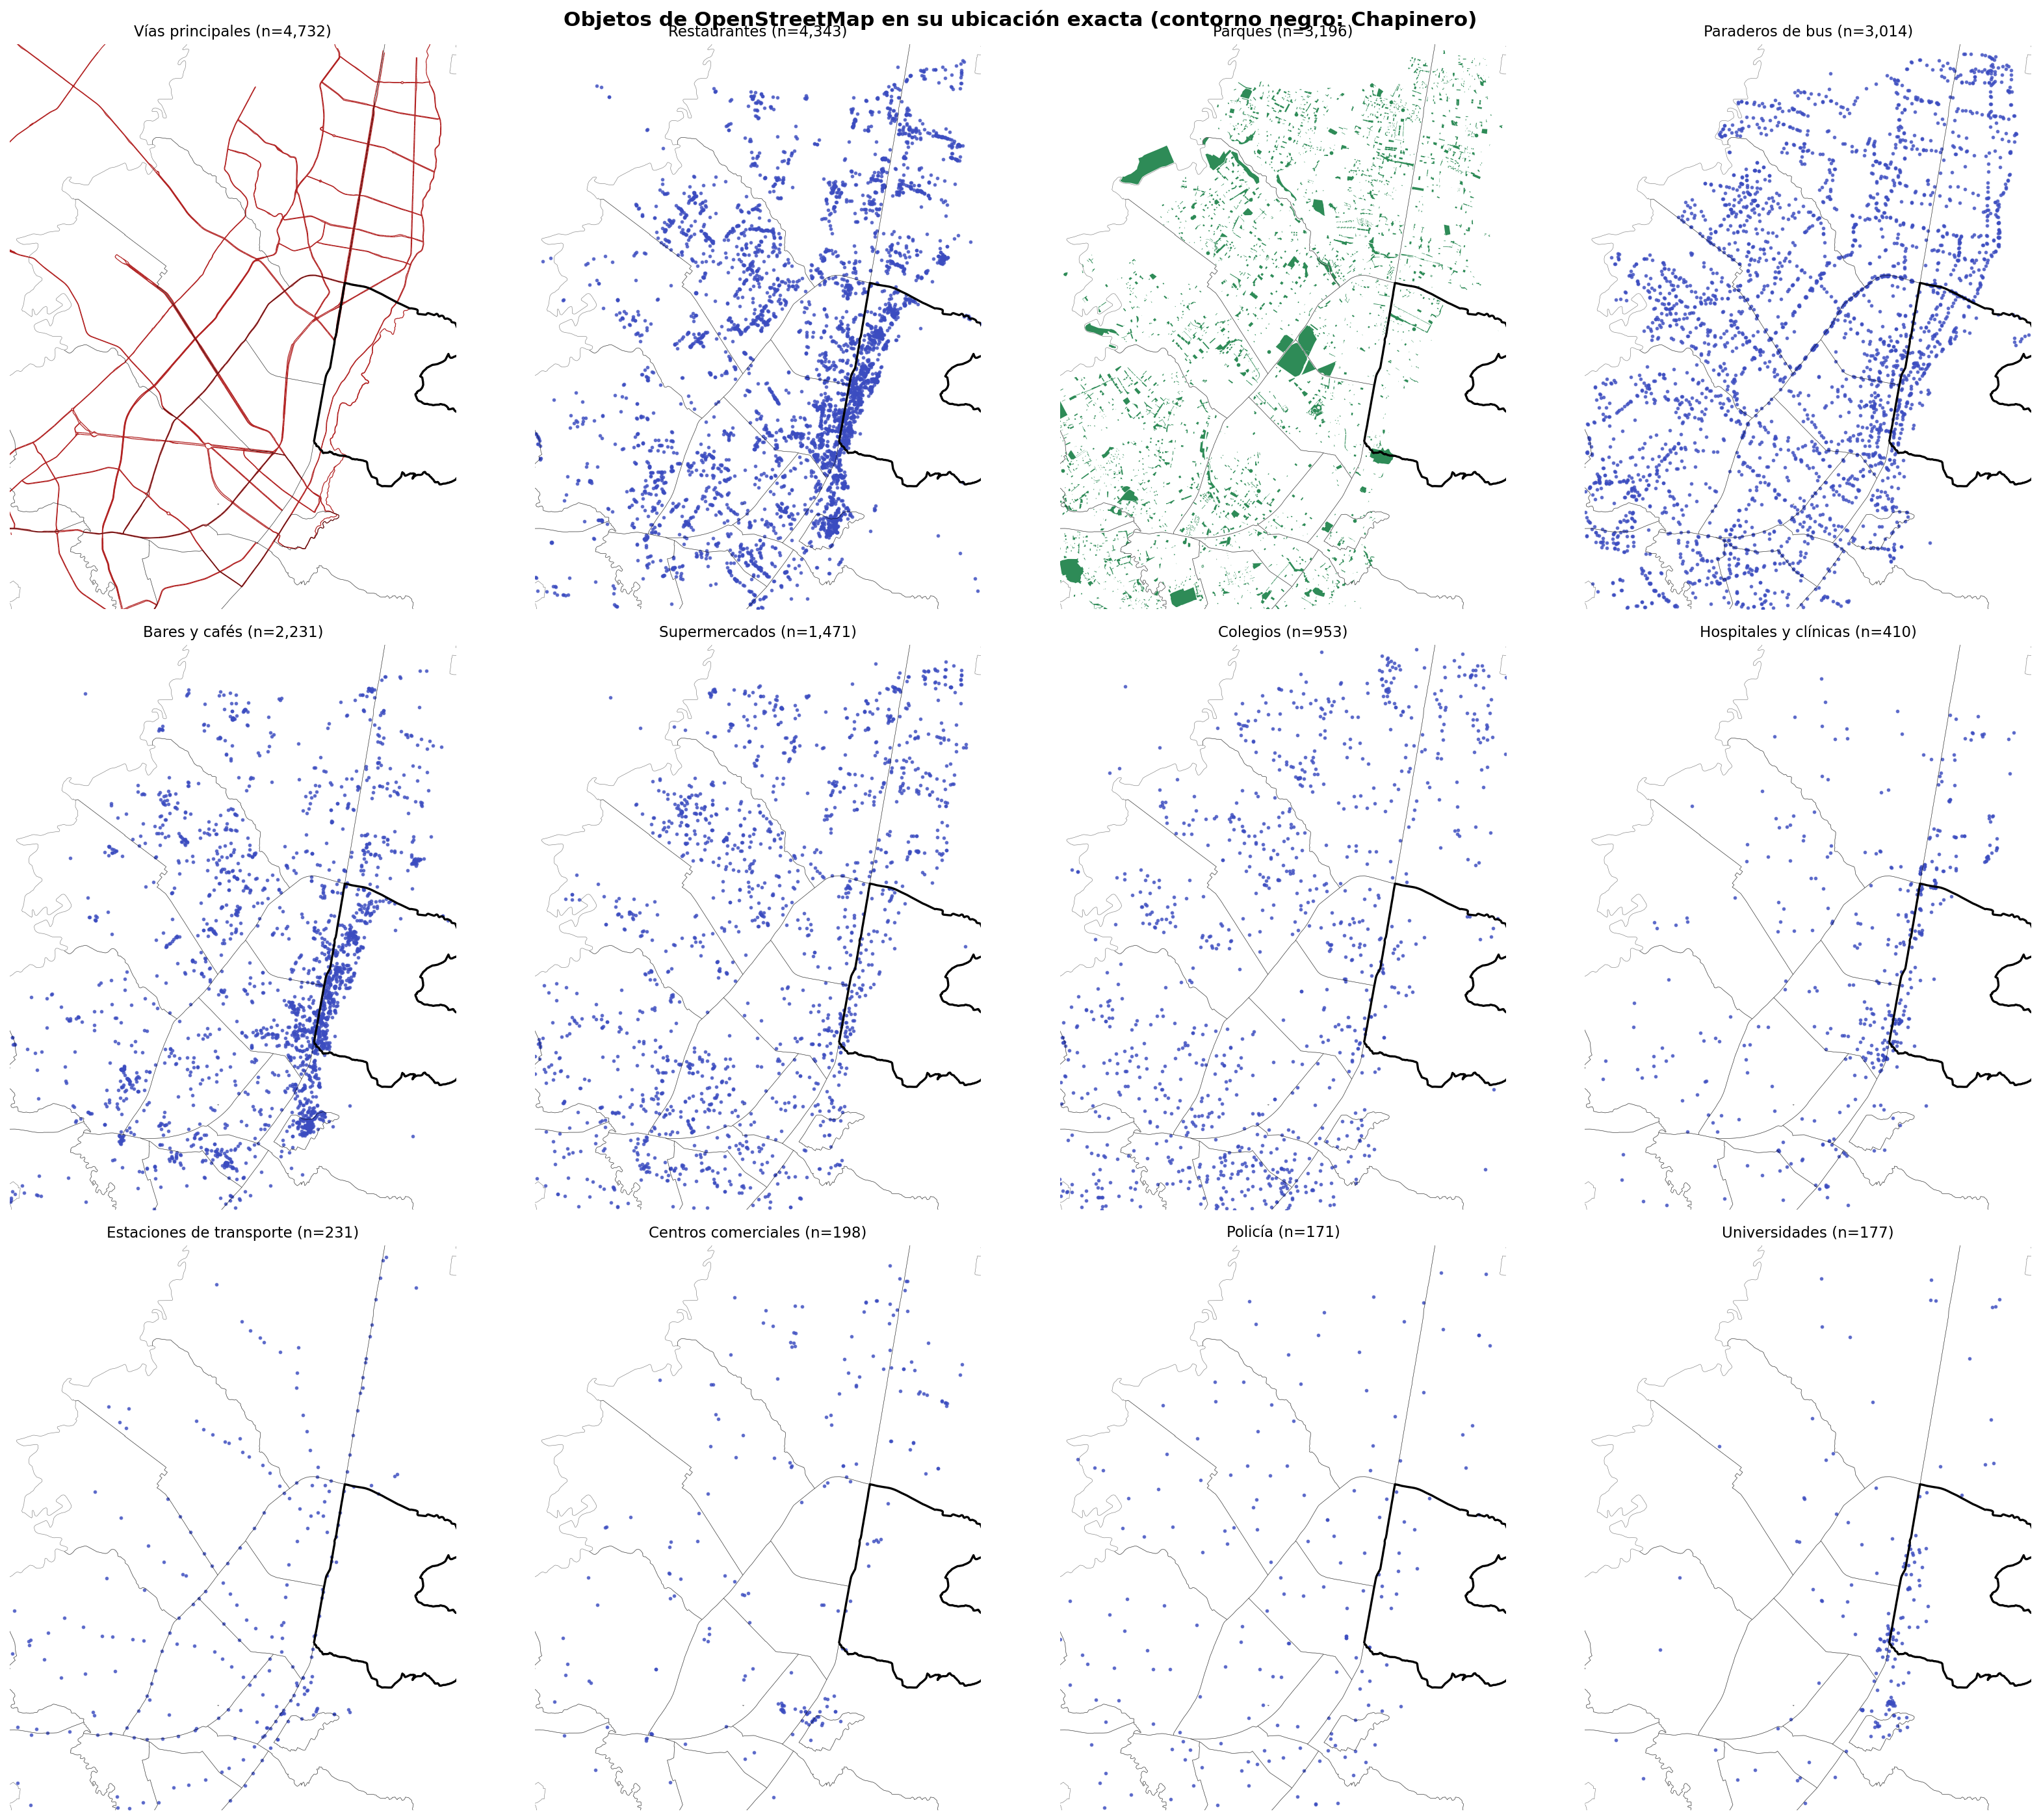 Objetos de OpenStreetMap en su ubicación exacta (contorno negro: Chapinero)
Vías principales (n=4,732)
Restaurantes (n=4,343)
Parques (n=3,196)
Paraderos de bus (n=3,014)
Bares y cafés (n=2,231)
Supermercados (n=1,471)
Colegios (n=953)
Hospitales y clínicas (n=410)
Estaciones de transporte (n=231)
Centros comerciales (n=198)
Policía (n=171)
Universidades (n=177)